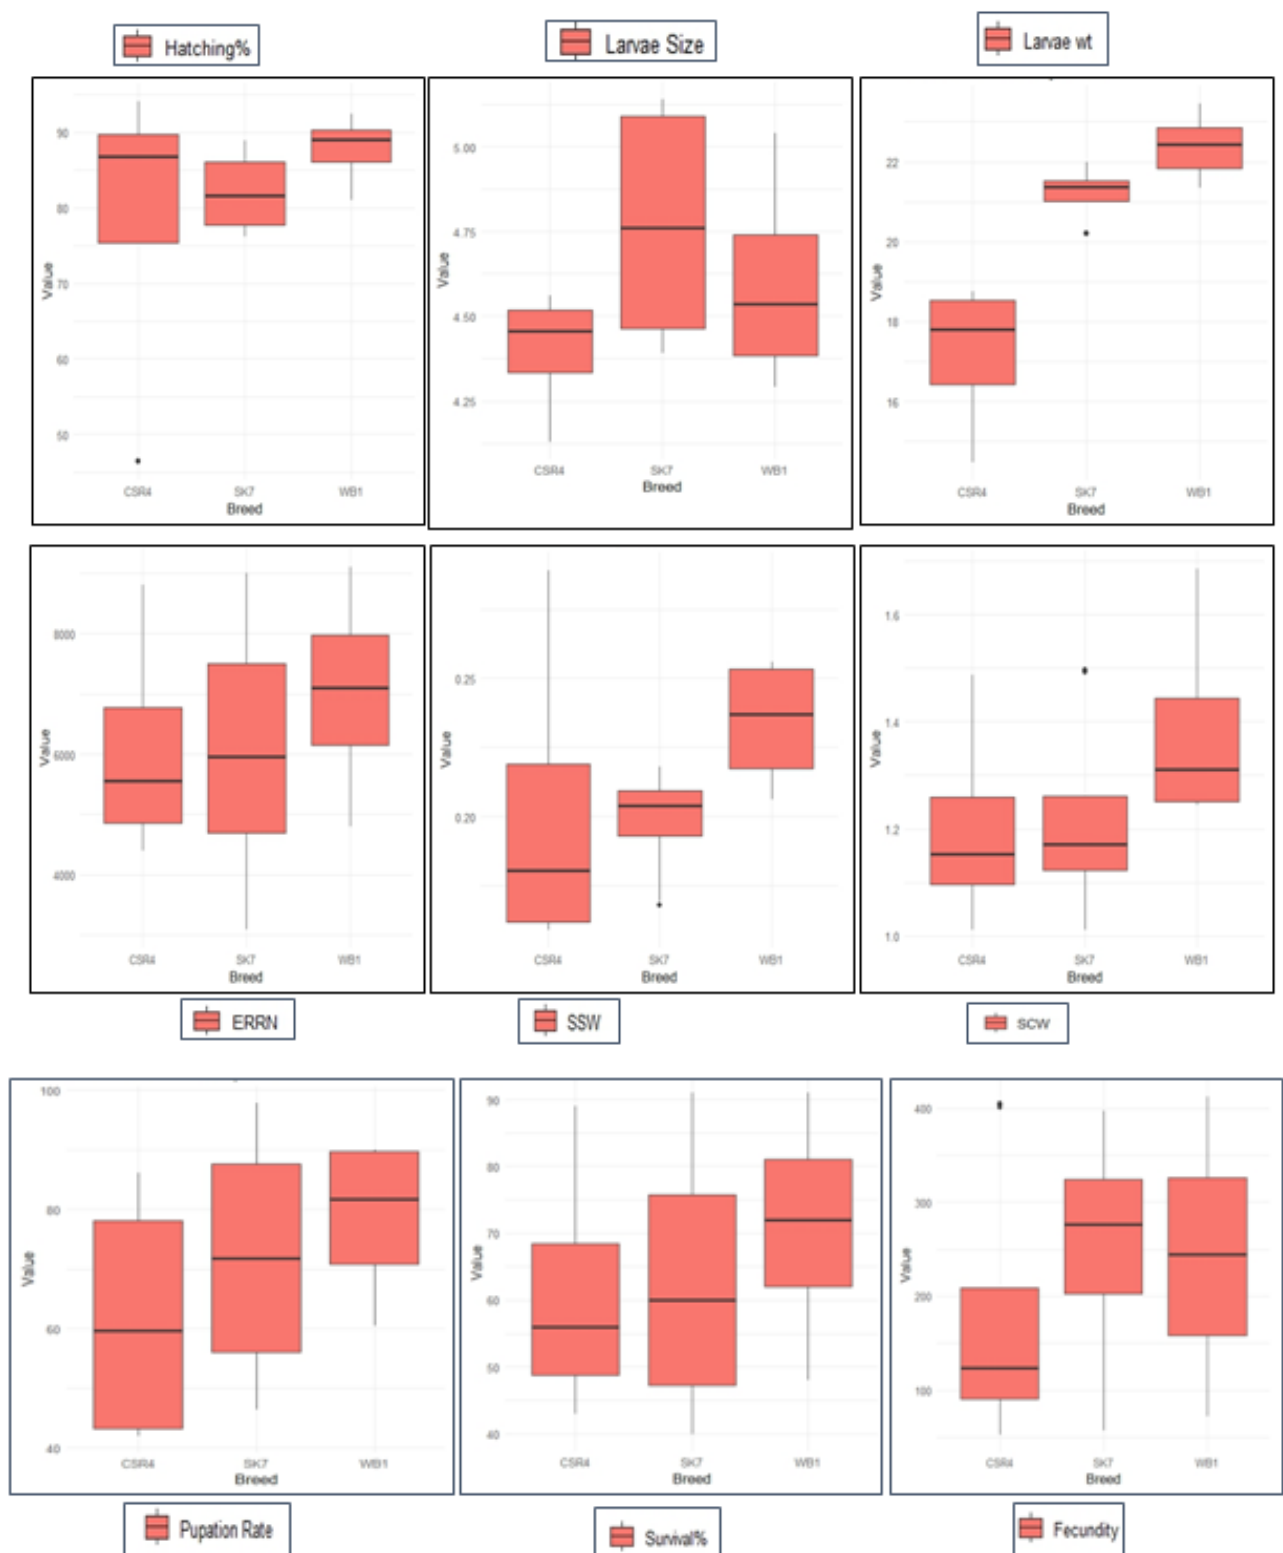 Hatching%
Larvae Size
Larvae wt
90
80
70
60
50
Value
CSR4 SK7 WB1
Breed
5.00
4.75
4.50
4.25
Value
CSR4 SK7 WB1
Breed
22
20
18
16
Value
CSR4 SK7 WB1
Breed
8000
6000
4000
Value
CSR4 SK7 WB1
Breed
0.25
0.20
Value
CSR4 SK7 WB1
Breed
1.6
1.4
1.2
1.0
Value
CSR4 SK7 WB1
Breed
ERRN
SSW
SCW
100
80
60
40
Value
CSR4 SK7 WB1
Breed
90
80
70
60
50
40
Value
CSR4 SK7 WB1
Breed
400
300
200
100
Value
CSR4 SK7 WB1
Breed
Pupation Rate
Survival%
Fecundity